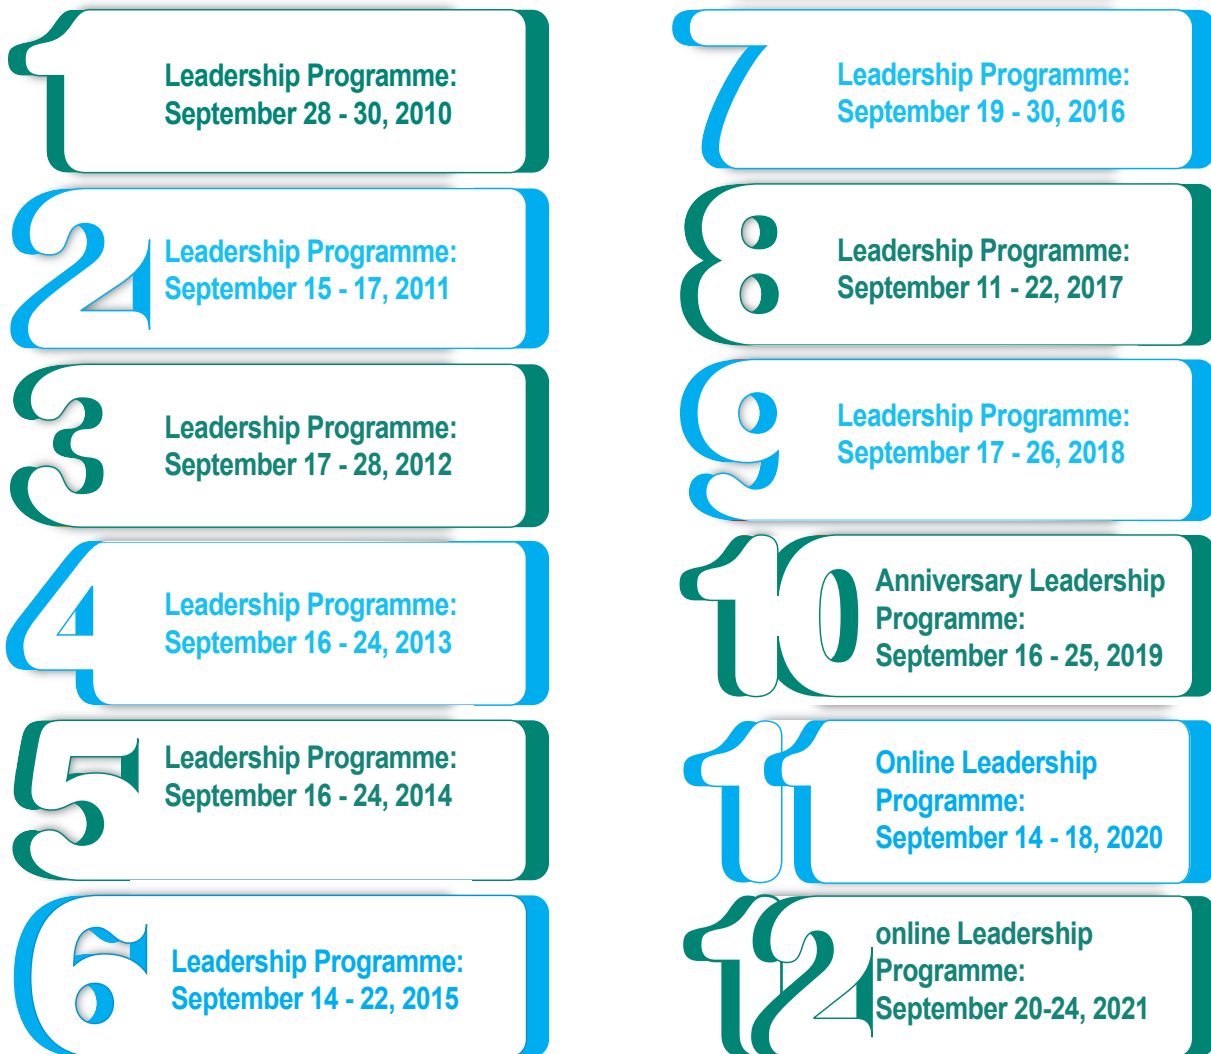 1
Leadership Programme:
September 28 - 30, 2010
2
Leadership Programme:
September 15 - 17, 2011
3
Leadership Programme:
September 17 - 28, 2012
4
Leadership Programme:
September 16 - 24, 2013
5
Leadership Programme:
September 16 - 24, 2014
6
Leadership Programme:
September 14 - 22, 2015
7
Leadership Programme:
September 19 - 30, 2016
8
Leadership Programme:
September 11 - 22, 2017
9
Leadership Programme:
September 17 - 26, 2018
10
Anniversary Leadership
Programme:
September 16 - 25, 2019
11
Online Leadership
Programme:
September 14 - 18, 2020
12
online Leadership
Programme:
September 20-24, 2021